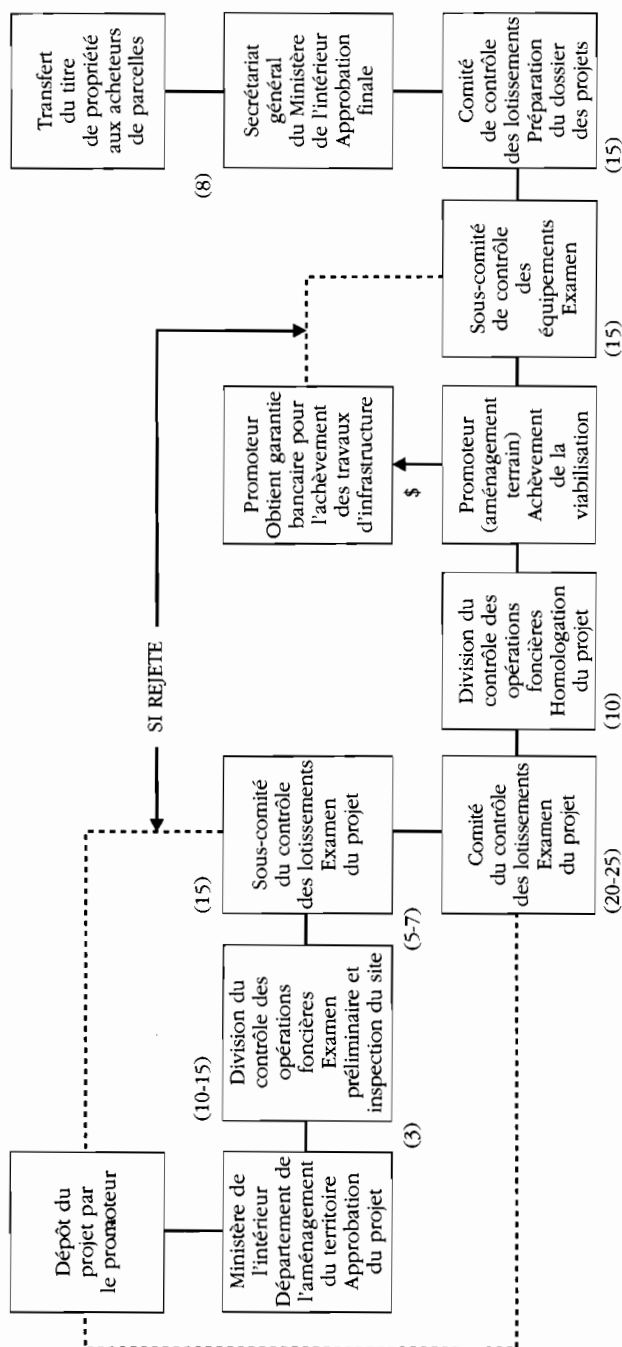 Dépôt du
projet par
le promoteur
Ministère de
l'intérieur
Département de
l'aménagement
du territoire
Approbation
du projet
(3)
(10-15)
Division du
contrôle des
opérations
foncières
Examen
préliminaire et
inspection du site
(5-7)
(15)
Sous-comité
du contrôle
des lotissements
Examen
du projet
Comité
du contrôle
des lotissements
Examen
du projet
(20-25)
SI REJETE
Division du
contrôle des
opérations
foncières
Homologation
du projet
(10)
Promoteur
(aménagement
terrain)
Achèvement
de la
viabilisation
$
Promoteur
Obtient garantie
bancaire pour
l'achèvement
des travaux
d'infrastructure
Sous-comité
de contrôle
des
équipements
Examen
(15)
Comité
de contrôle
des lotissements
Préparation
du dossier
des projets
(15)
Secrétariat
général
du Ministère
de l'intérieur
Approbation
finale
(8)
Transfert
du titre
de propriété
aux acheteurs
de parcelles